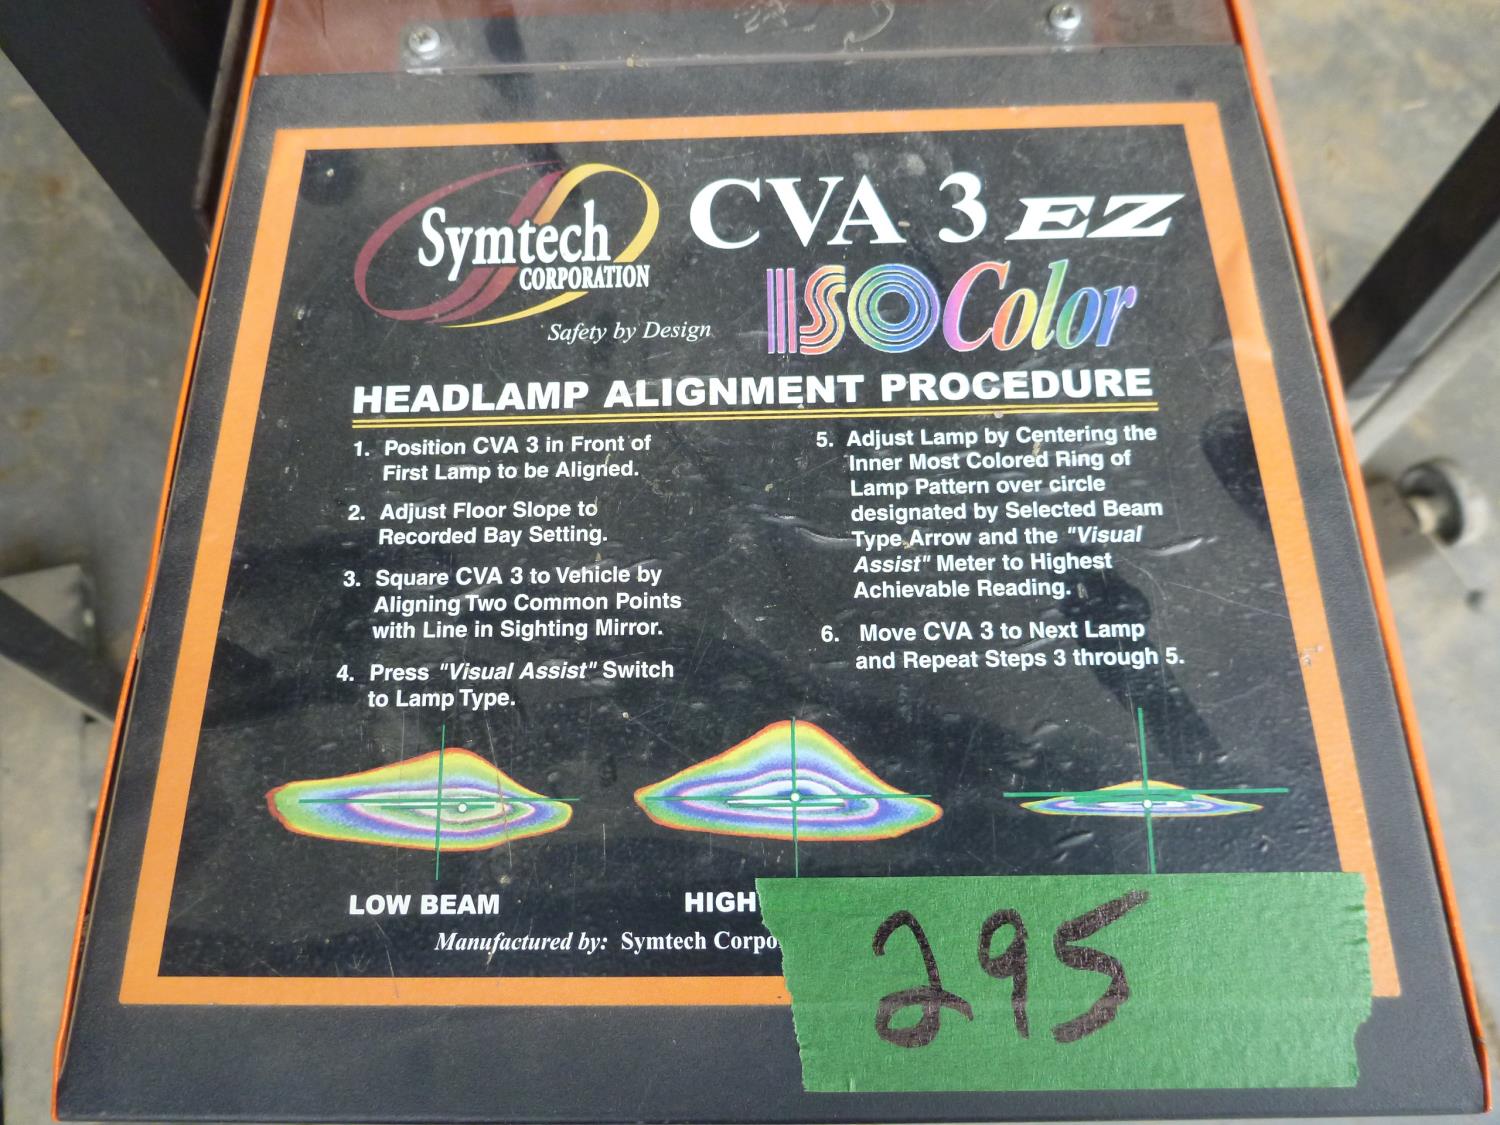 Symtech
CORPORATION
Safety by Design
CVA 3 EZ
ISO Color
HEADLAMP ALIGNMENT PROCEDURE
1. Position CVA 3 in Front of
First Lamp to be Aligned.
2. Adjust Floor Slope to
Recorded Bay Setting.
3. Square CVA 3 to Vehicle by
Aligning Two Common Points
with Line in Sighting Mirror.
4. Press "Visual Assist" Switch
to Lamp Type.
5. Adjust Lamp by Centering the
Inner Most Colored Ring of
Lamp Pattern over circle
designated by Selected Beam
Type Arrow and the "Visual
Assist" Meter to Highest
Achievable Reading.
6. Move CVA 3 to Next Lamp
and Repeat Steps 3 through 5.
LOW BEAM
HIGH
Manufactured by: Symtech Corpo
295